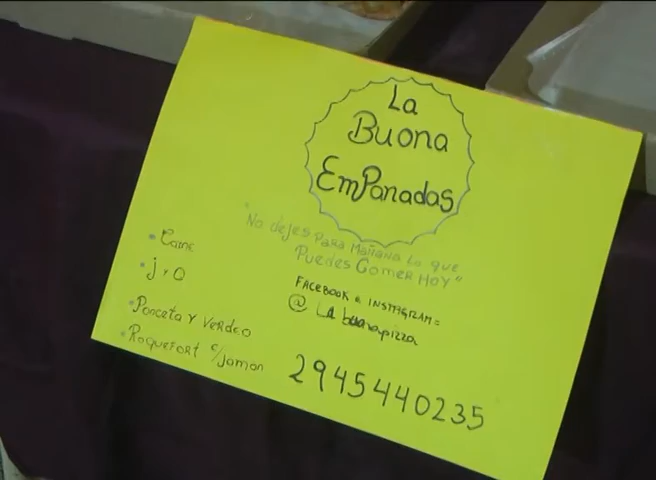 La
Buona
EmPanadas
"No dejes Para Mañana Lo que
Puedes Comer Hoy"
• Carne
• J y O
• Panceta y Verdeo
• Roquefort c/jamon
FACEBOOK e INSTAGRAM =
@ La buonapizza
2945440235